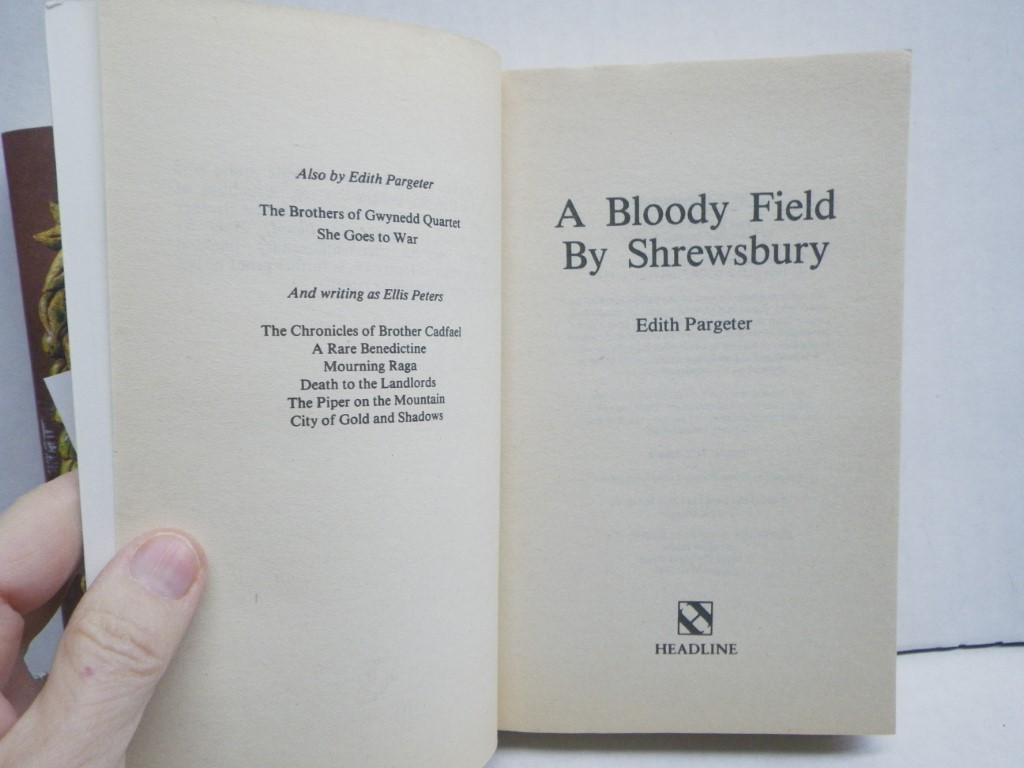 Also by Edith Pargeter
The Brothers of Gwynedd Quartet
She Goes to War
And writing as Ellis Peters
The Chronicles of Brother Cadfael
A Rare Benedictine
Mourning Raga
Death to the Landlords
The Piper on the Mountain
City of Gold and Shadows
A Bloody Field
By Shrewsbury
Edith Pargeter
HEADLINE